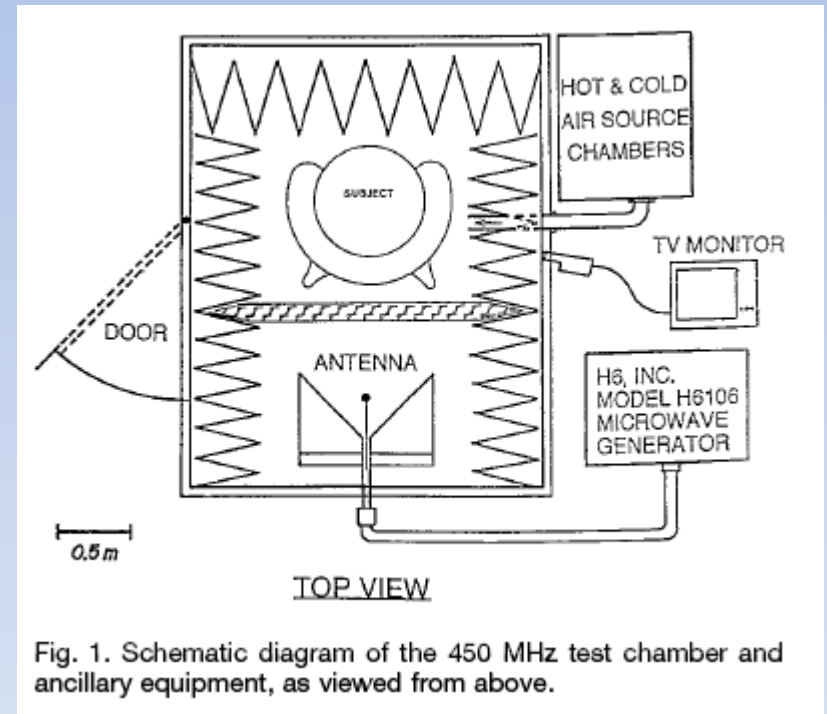 HOT & COLD
AIR SOURCE
CHAMBERS
SUBJECT
TV MONITOR
DOOR
ANTENNA
H6, INC.
MODEL H6106
MICROWAVE
GENERATOR
0.5 m
TOP VIEW
Fig. 1. Schematic diagram of the 450 MHz test chamber and
ancillary equipment, as viewed from above.